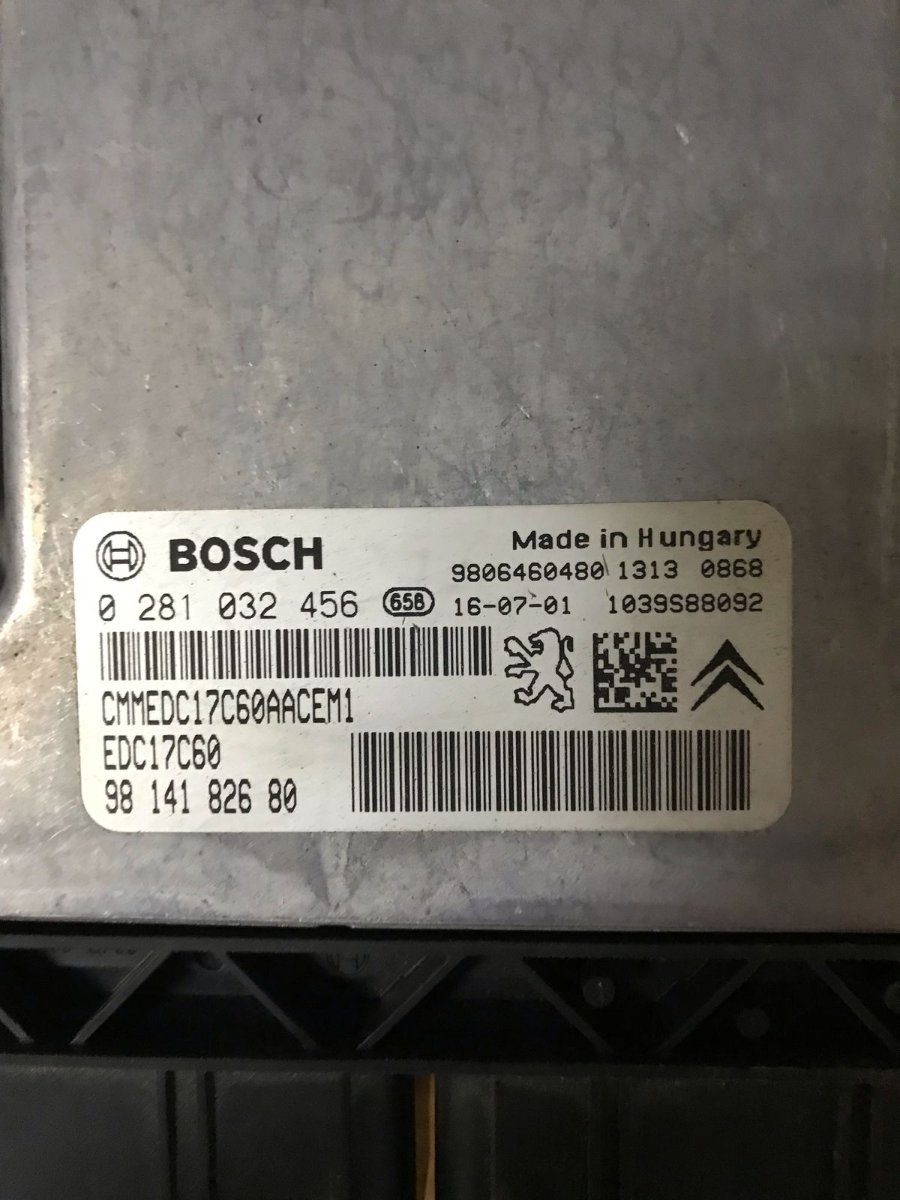 BOSCH
Made in Hungary
9806460480 1313 0868
0 281 032 456 65B 16-07-01 1039S88092
CMMEDC17C60AACEM1
EDC17C60
98 141 826 80